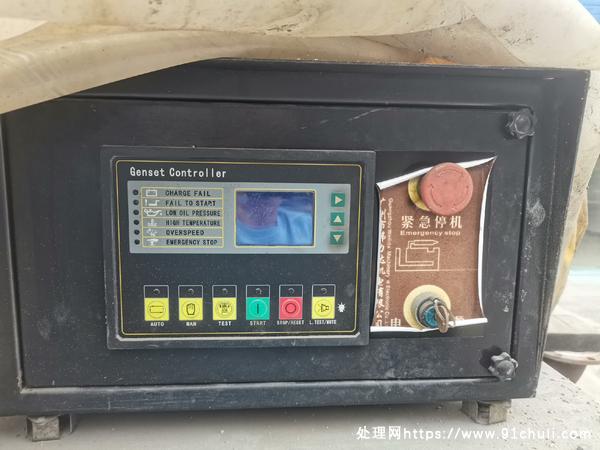 Genset Controller
CHARGE FAIL
FAIL TO START
LOW OIL PRESSURE
HIGH TEMPERATURE
OVERSPEED
EMERGENCY STOP
AUTO
MAN
TEST
START
STOP/RESET
L.TEST/MUTE
紧急停机
Emergency stop
电
处理网https://www.91chuli.com/